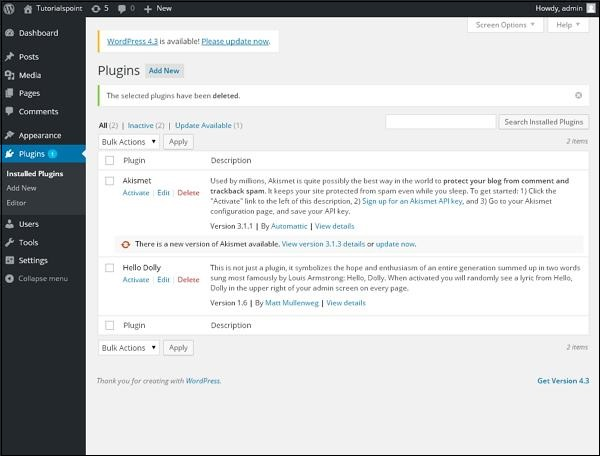 Tutorialspoint 5 0 + New Howdy, admin
Screen Options Help
Dashboard
Posts
Media
Pages
Comments
Appearance
Plugins 1
Installed Plugins
Add New
Editor
Users
Tools
Settings
Collapse menu
WordPress 4.3 is available! Please update now.
Plugins Add New
The selected plugins have been deleted.
All (2) | Inactive (2) | Update Available (1)
Search Installed Plugins
Bulk Actions Apply 2 items
Plugin Description
Akismet
Activate | Edit | Delete
Used by millions, Akismet is quite possibly the best way in the world to protect your blog from comment and
trackback spam. It keeps your site protected from spam even while you sleep. To get started: 1) Click the
"Activate" link to the left of this description, 2) Sign up for an Akismet API key, and 3) Go to your Akismet
configuration page, and save your API key.
Version 3.1.1 | By Automattic | View details
There is a new version of Akismet available. View version 3.1.3 details or update now.
Hello Dolly
Activate | Edit | Delete
This is not just a plugin, it symbolizes the hope and enthusiasm of an entire generation summed up in two words
sung most famously by Louis Armstrong: Hello, Dolly. When activated you will randomly see a lyric from Hello,
Dolly in the upper right of your admin screen on every page.
Version 1.6 | By Matt Mullenweg | View details
Plugin Description
Bulk Actions Apply 2 items
Thank you for creating with WordPress. Get Version 4.3